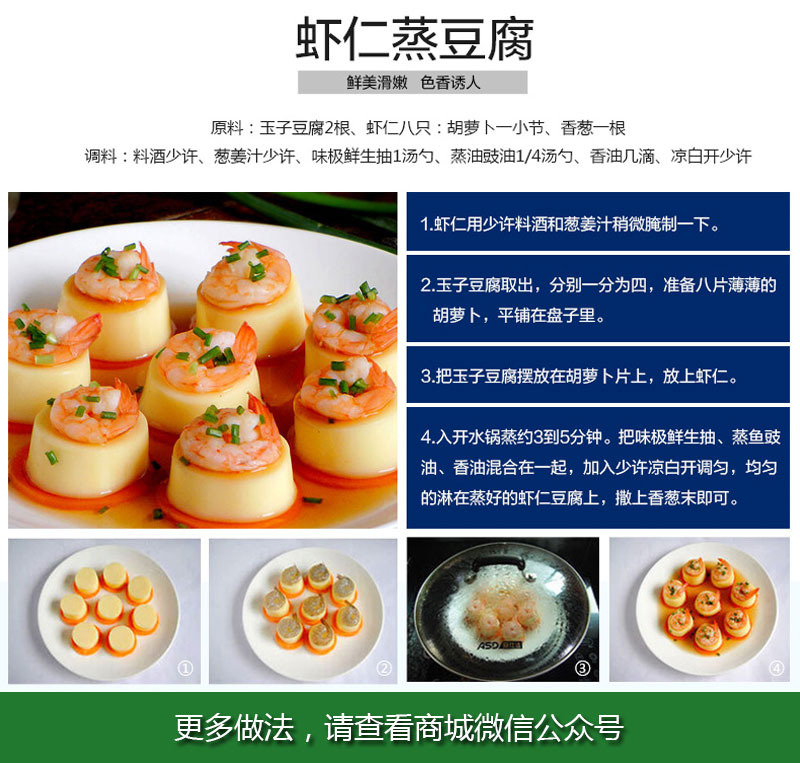 虾仁蒸豆腐
鲜美滑嫩 色香诱人
原料：玉子豆腐2根、虾仁八只：胡萝卜一小节、香葱一根
调料：料酒少许、葱姜汁少许、味极鲜生抽1汤勺、蒸油豉油1/4汤勺、香油几滴、凉白开少许
1.虾仁用少许料酒和葱姜汁稍微腌制一下。
2.玉子豆腐取出，分别一分为四，准备八片薄薄的
胡萝卜，平铺在盘子里。
3.把玉子豆腐摆放在胡萝卜片上，放上虾仁。
4.入开水锅蒸约3到5分钟。把味极鲜生抽、蒸鱼豉
油、香油混合在一起，加入少许凉白开调匀，均匀
的淋在蒸好的虾仁豆腐上，撒上香葱末即可。
①
②
ASD
③
④
更多做法，请查看商城微信公众号